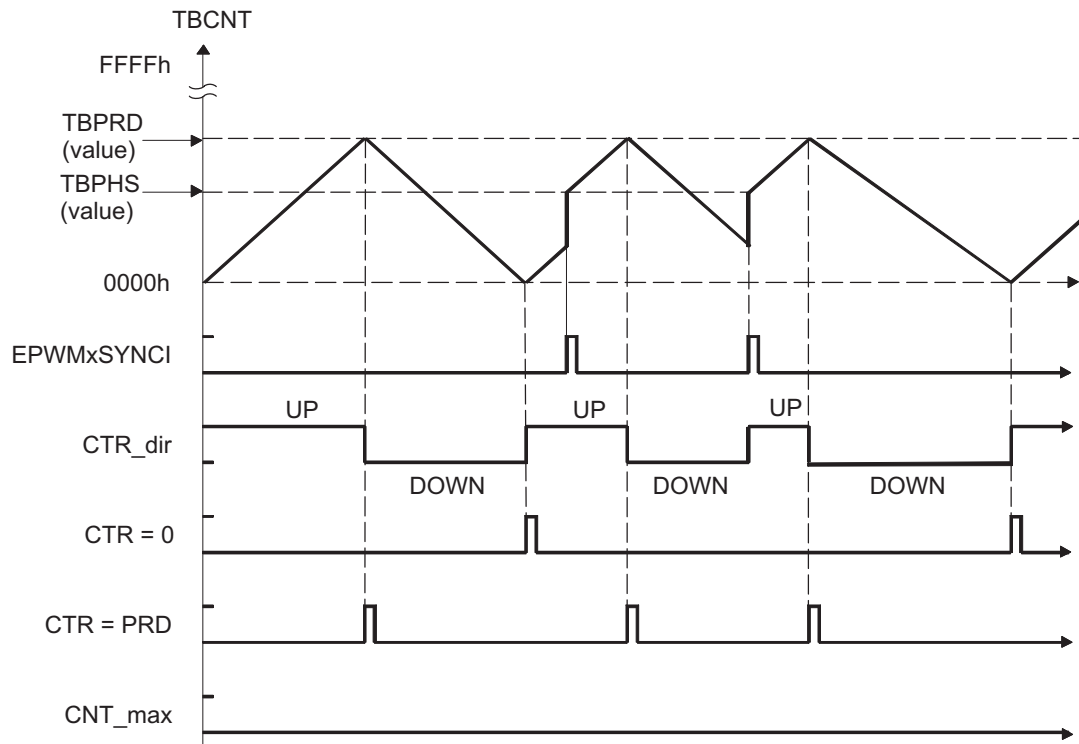 TBCNT
FFFFh
TBPRD
(value)
TBPHS
(value)
0000h
EPWMxSYNCI
UP UP UP
CTR_dir
DOWN DOWN DOWN
CTR = 0
CTR = PRD
CNT_max